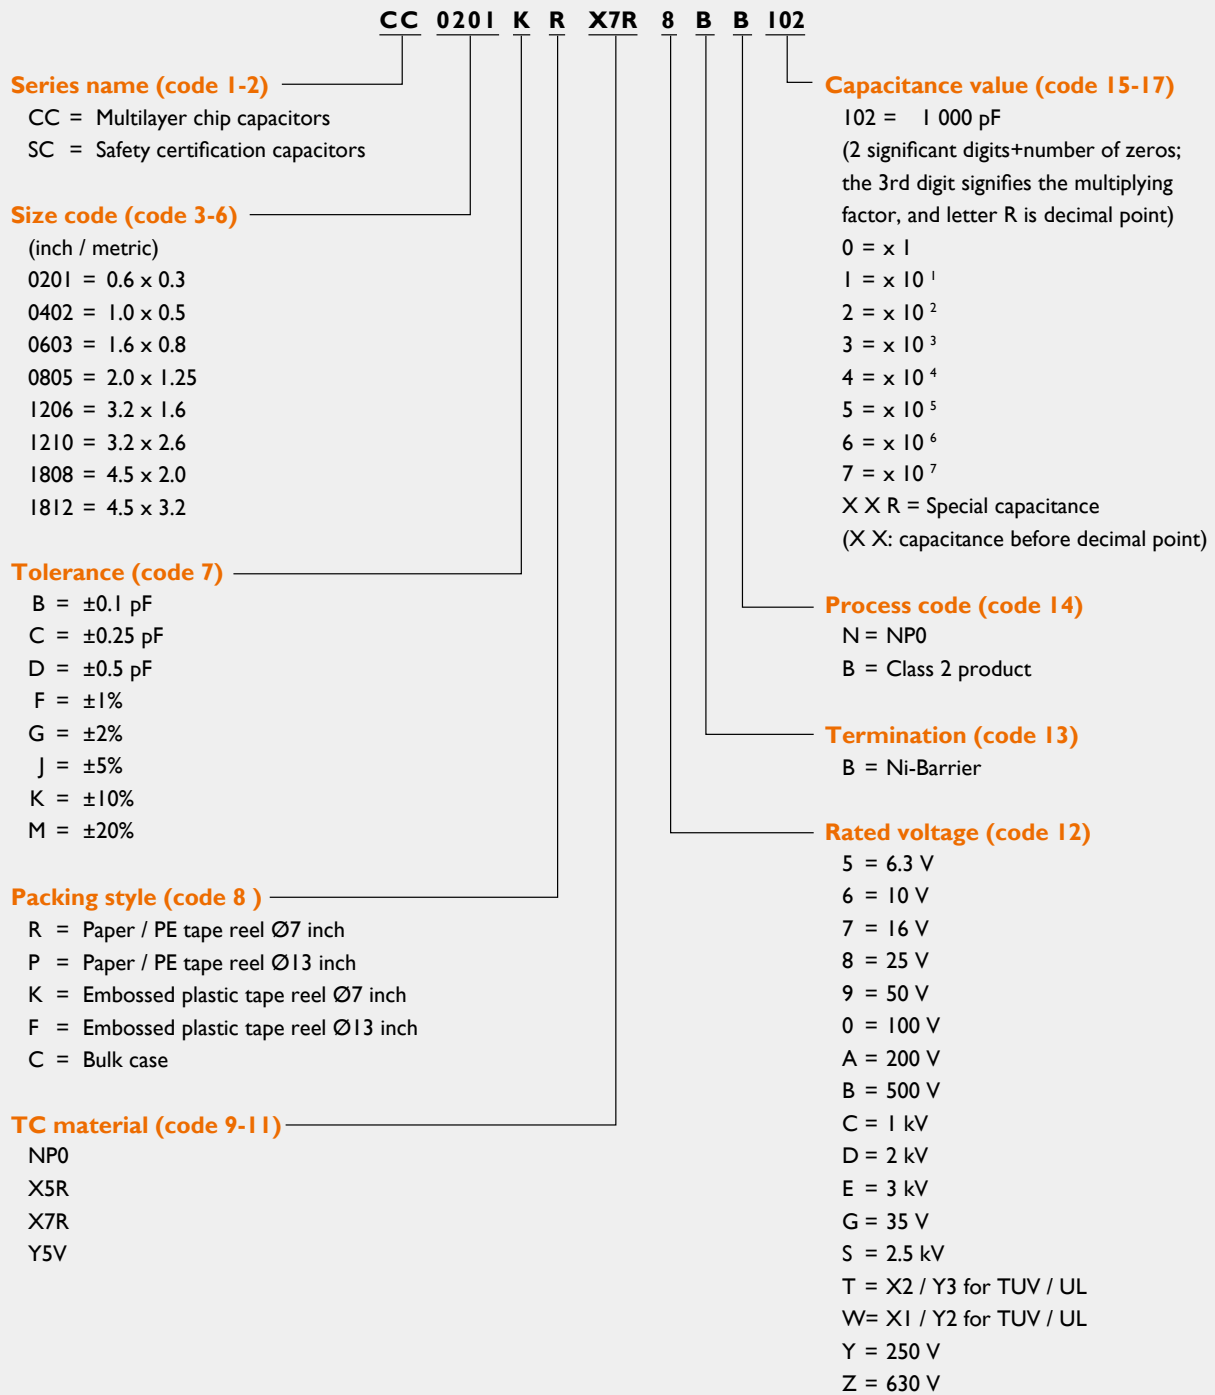 CC 0201 K R X7R 8 B B 102
Series name (code 1-2)
CC = Multilayer chip capacitors
SC = Safety certification capacitors
Size code (code 3-6)
(inch / metric)
0201 = 0.6 x 0.3
0402 = 1.0 x 0.5
0603 = 1.6 x 0.8
0805 = 2.0 x 1.25
1206 = 3.2 x 1.6
1210 = 3.2 x 2.6
1808 = 4.5 x 2.0
1812 = 4.5 x 3.2
Tolerance (code 7)
B = ±0.1 pF
C = ±0.25 pF
D = ±0.5 pF
F = ±1%
G = ±2%
J = ±5%
K = ±10%
M = ±20%
Packing style (code 8 )
R = Paper / PE tape reel Ø7 inch
P = Paper / PE tape reel Ø13 inch
K = Embossed plastic tape reel Ø7 inch
F = Embossed plastic tape reel Ø13 inch
C = Bulk case
TC material (code 9-11)
NP0
X5R
X7R
Y5V
Capacitance value (code 15-17)
102 = 1 000 pF
(2 significant digits+number of zeros;
the 3rd digit signifies the multiplying
factor, and letter R is decimal point)
0 = x 1
1 = x 10 ¹
2 = x 10 ²
3 = x 10 ³
4 = x 10 ⁴
5 = x 10 ⁵
6 = x 10 ⁶
7 = x 10 ⁷
X X R = Special capacitance
(X X: capacitance before decimal point)
Process code (code 14)
N = NP0
B = Class 2 product
Termination (code 13)
B = Ni-Barrier
Rated voltage (code 12)
5 = 6.3 V
6 = 10 V
7 = 16 V
8 = 25 V
9 = 50 V
0 = 100 V
A = 200 V
B = 500 V
C = 1 kV
D = 2 kV
E = 3 kV
G = 35 V
S = 2.5 kV
T = X2 / Y3 for TUV / UL
W= X1 / Y2 for TUV / UL
Y = 250 V
Z = 630 V